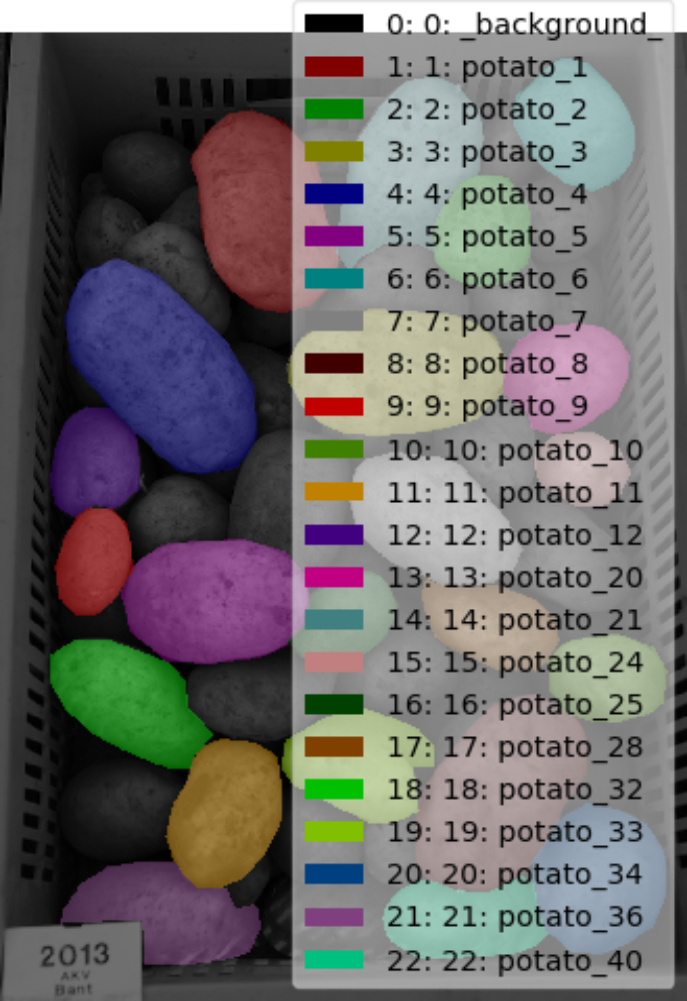 0: 0: _background_
1: 1: potato_1
2: 2: potato_2
3: 3: potato_3
4: 4: potato_4
5: 5: potato_5
6: 6: potato_6
7: 7: potato_7
8: 8: potato_8
9: 9: potato_9
10: 10: potato_10
11: 11: potato_11
12: 12: potato_12
13: 13: potato_20
14: 14: potato_21
15: 15: potato_24
16: 16: potato_25
17: 17: potato_28
18: 18: potato_32
19: 19: potato_33
20: 20: potato_34
21: 21: potato_36
22: 22: potato_40
2013
AKV
Bant